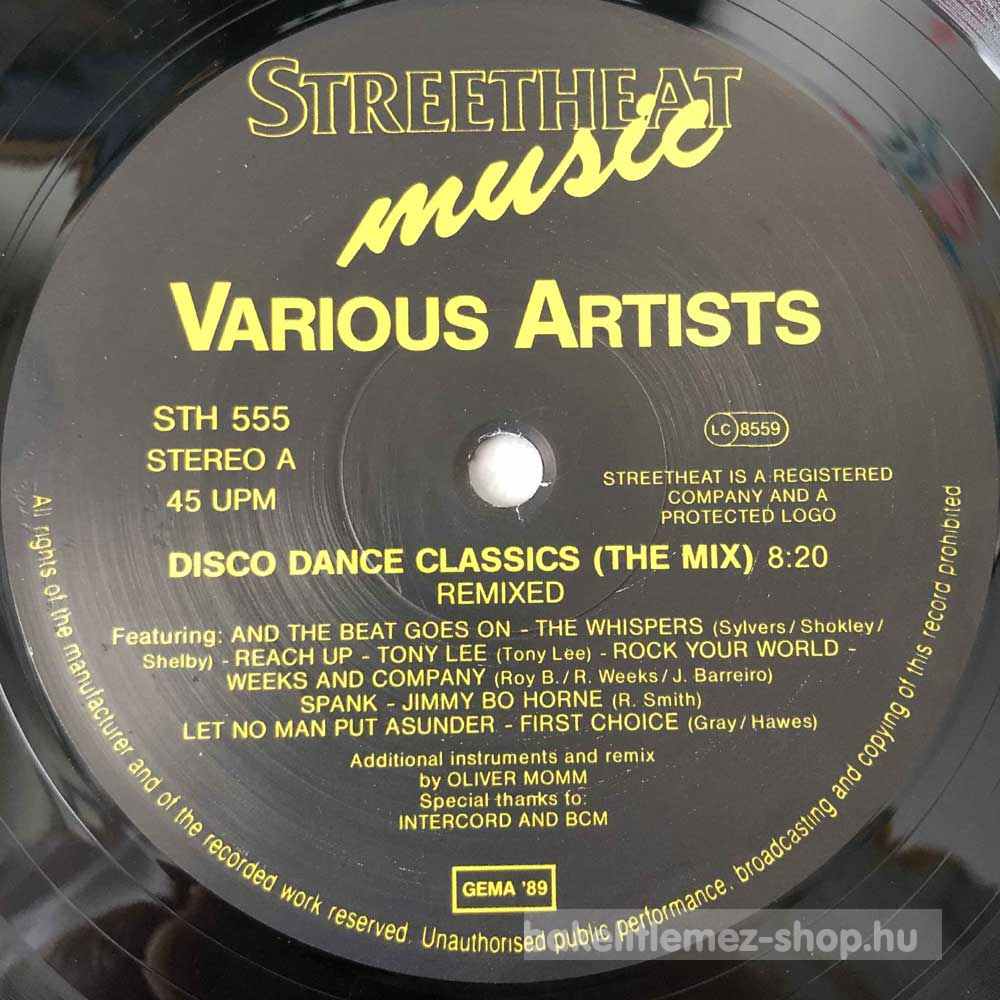 STREETHEAT
music
VARIOUS ARTISTS
STH 555
STEREO A
45 UPM
LC 8559
STREETHEAT IS A REGISTERED
COMPANY AND A
PROTECTED LOGO
DISCO DANCE CLASSICS (THE MIX) 8:20
REMIXED
Featuring: AND THE BEAT GOES ON - THE WHISPERS (Sylvers/Shokley/
Shelby) - REACH UP - TONY LEE (Tony Lee) - ROCK YOUR WORLD -
WEEKS AND COMPANY (Roy B./R. Weeks/J. Barreiro)
SPANK - JIMMY BO HORNE (R. Smith)
LET NO MAN PUT ASUNDER - FIRST CHOICE (Gray/Hawes)
Additional instruments and remix
by OLIVER MOMM
Special thanks to:
INTERCORD AND BCM
GEMA '89
All rights of the manufacturer and of the recorded work reserved. Unauthorised public performance, broadcasting and copying of this record prohibited
bakelitlemez-shop.hu